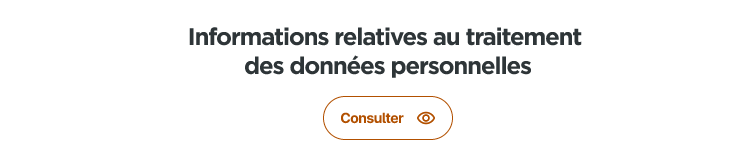 Informations relatives au traitement
des données personnelles
Consulter